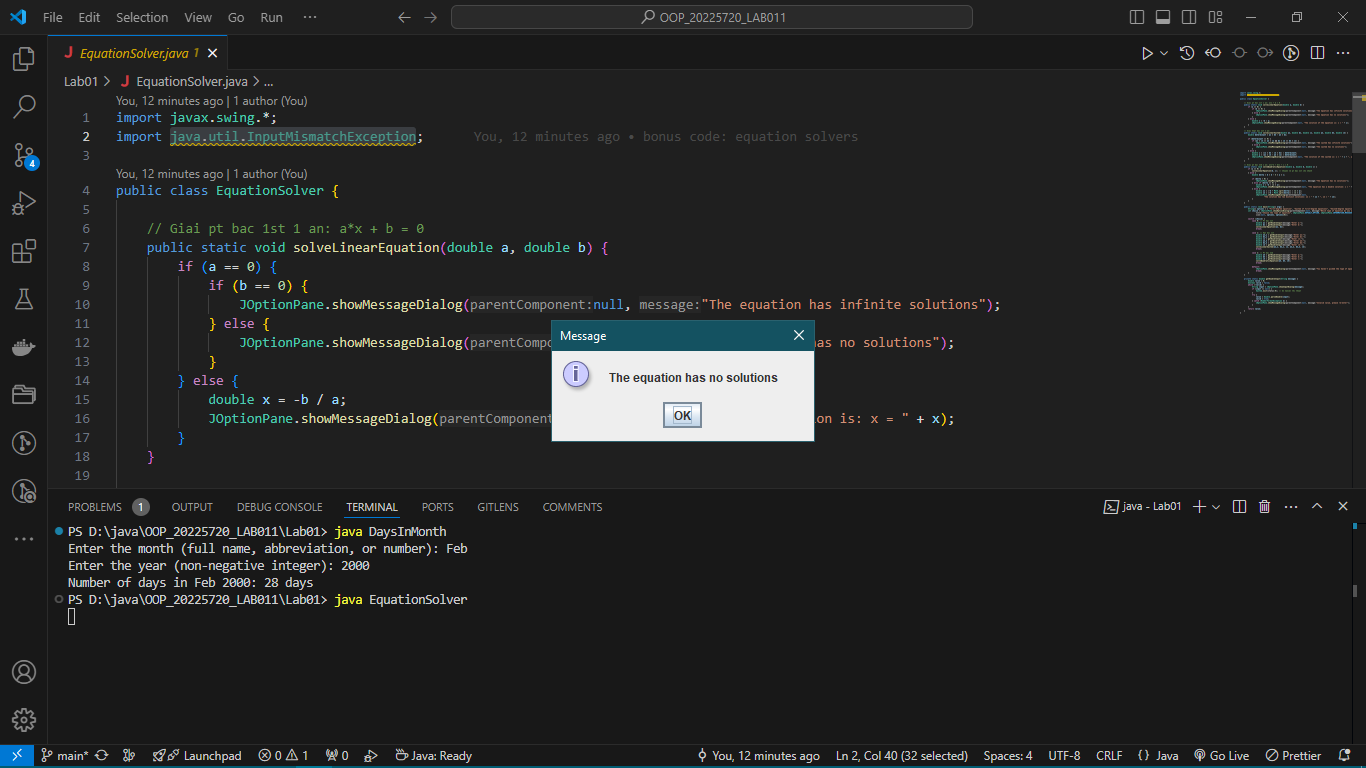 File Edit Selection View Go Run ··· OOP_20225720_LAB011
EquationSolver.java 1
Lab01 > EquationSolver.java > ...
You, 12 minutes ago | 1 author (You)
1 import javax.swing.*;
2 import java.util.InputMismatchException; You, 12 minutes ago • bonus code: equation solvers
3
You, 12 minutes ago | 1 author (You)
4 public class EquationSolver {
5
6 // Giai pt bac 1st 1 an: a*x + b = 0
7 public static void solveLinearEquation(double a, double b) {
8 if (a == 0) {
9 if (b == 0) {
10 JOptionPane.showMessageDialog(parentComponent:null, message:"The equation has infinite solutions");
11 } else {
12 JOptionPane.showMessageDialog(parentCompo has no solutions");
13 }
14 } else {
15 double x = -b / a;
16 JOptionPane.showMessageDialog(parentComponent ion is: x = " + x);
17 }
18 }
19
Message
The equation has no solutions
OK
PROBLEMS 1 OUTPUT DEBUG CONSOLE TERMINAL PORTS GITLENS COMMENTS java - Lab01
PS D:\java\OOP_20225720_LAB011\Lab01> java DaysInMonth
Enter the month (full name, abbreviation, or number): Feb
Enter the year (non-negative integer): 2000
Number of days in Feb 2000: 28 days
PS D:\java\OOP_20225720_LAB011\Lab01> java EquationSolver
4
main* Launchpad 0 1 0 Java: Ready You, 12 minutes ago Ln 2, Col 40 (32 selected) Spaces: 4 UTF-8 CRLF { } Java Go Live Prettier